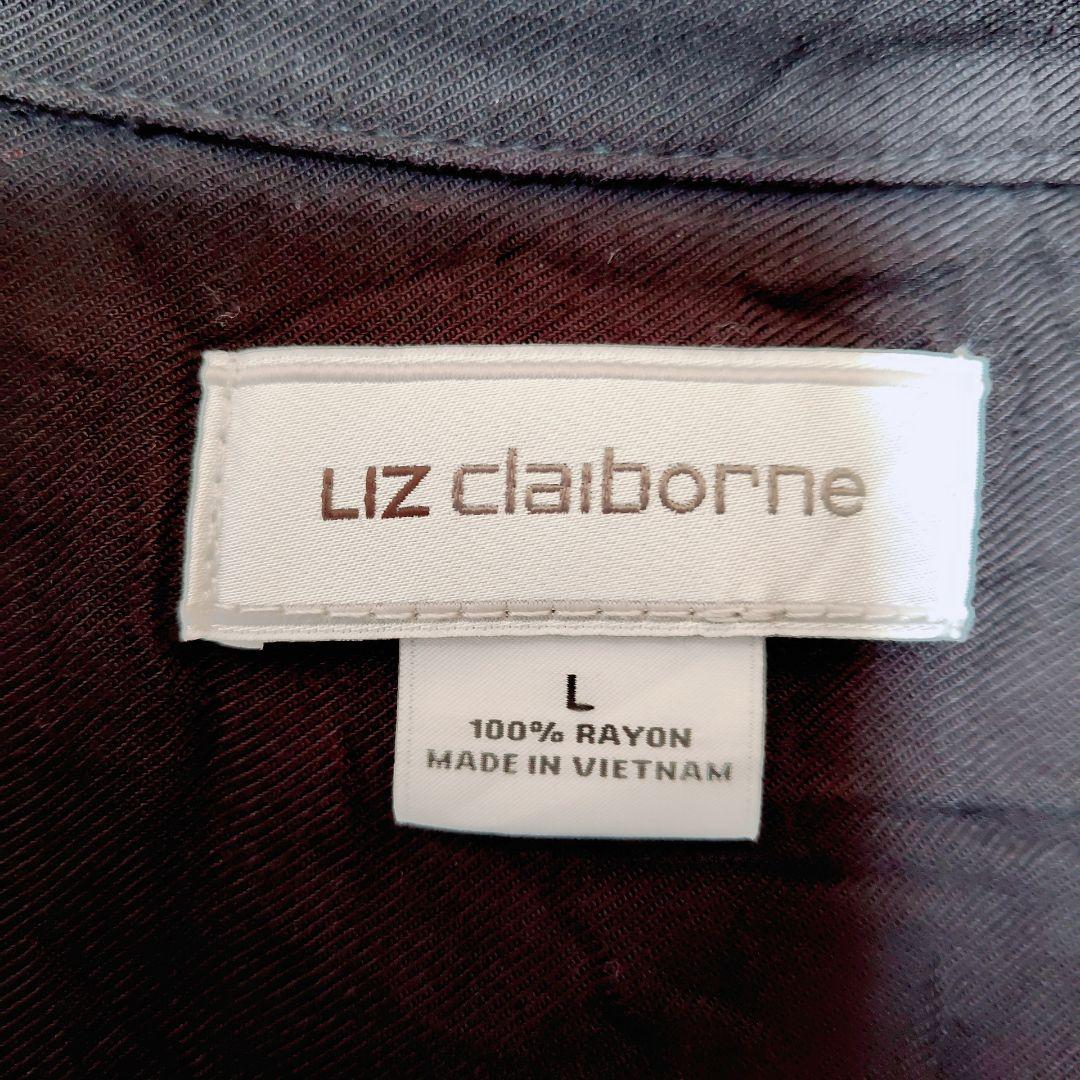 LIZ claiborne
L
100% RAYON
MADE IN VIETNAM